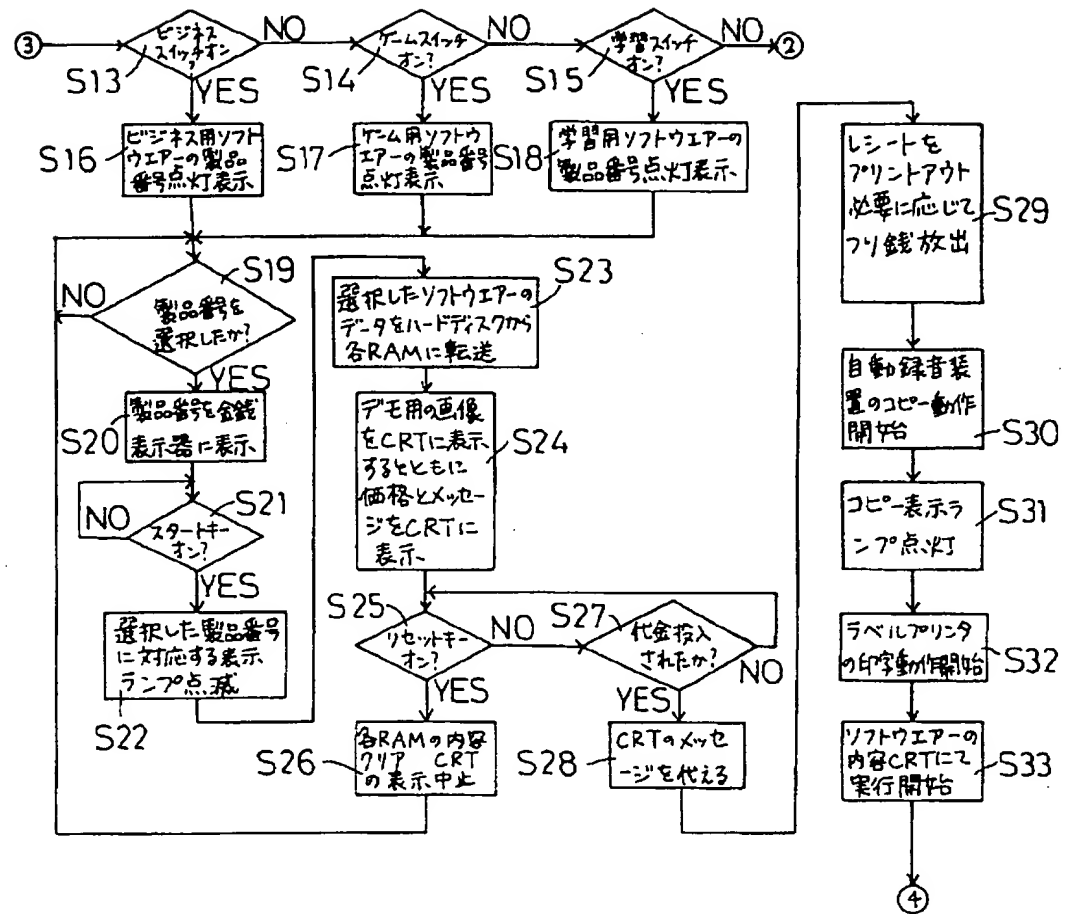 ③
ビジネス
スイッチオン
?
NO
S13
YES
ゲームスイッチ
オン?
NO
S14
YES
学習スイッチ
オン?
NO
②
S15
YES
ビジネス用ソフト
ウエアーの製品
番号点灯表示
S16
ゲーム用ソフトウ
エアーの製品番号
点灯表示
S17
学習用ソフトウエアーの
製品番号点灯表示
S18
S19
NO
製品番号を
選択したか?
YES
製品番号を金銭
表示器に表示
S20
S21
NO
スタートキー
オン?
YES
選択した製品番号
に対応する表示
ランプ点滅
S22
S23
選択したソフトウエアーの
データをハードディスクから
各RAMに転送
デモ用の画像
をCRTに表示
するとともに
価格とメッセー
ジをCRTに
表示
S24
S25
リセットキー
オン?
NO
YES
各RAMの内容
クリア CRT
の表示中止
S26
S27
代金投入
されたか?
NO
YES
CRTのメッセ
ージを代える
S28
レシートを
プリントアウト
必要に応じて
つり銭放出
S29
自動録音装
置のコピー動作
開始
S30
コピー表示ラ
ンプ点灯
S31
ラベルプリンタ
の印字動作開始
S32
ソフトウエアーの
内容CRTにて
実行開始
S33
④